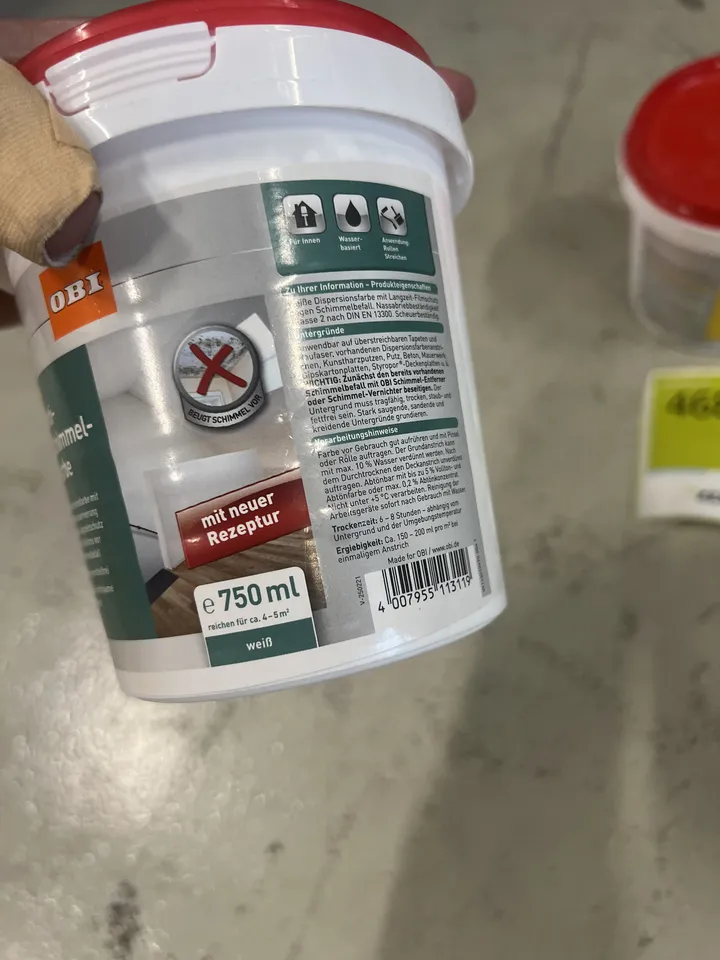 OBI
BEUGT SCHIMMEL VOR
mit neuer
Rezeptur
e 750 ml
reichen für ca. 4–5 m²
weiß
Für Innen
Wasser-
basiert
Anwendung:
Rollen
Streichen
Zu Ihrer Information – Produkteigenschaften
Dispersionsfarbe mit Langzeit-Filmschutz
gegen Schimmelbefall. Nassabriebbeständigkeit
Klasse 2 nach DIN EN 13300. Scheuerbeständig.
Untergründe
Anwendbar auf überstreichbaren Tapeten und
vorhandenen Dispersionsfarbenanstri-
chen, Kunstharzputzen, Putz, Beton, Mauerwerk,
Gipskartonplatten, Styropor®-Deckenplatten
WICHTIG: Zunächst den bereits vorhandenen
Schimmelbefall mit OBI Schimmel-Entferner
oder Schimmel-Vernichter beseitigen. Der
Untergrund muss tragfähig, trocken, staub- und
fettfrei sein. Stark saugende, sandende und
kreidende Untergründe grundieren.
Verarbeitungshinweise
Farbe vor Gebrauch gut aufrühren und mit Pinsel
oder Rolle auftragen. Der Grundanstrich kann
mit max. 10 % Wasser verdünnt werden. Nach
dem Durchtrocknen den Deckanstrich unverdünnt
auftragen. Abtönbar mit bis zu 5 % Vollton- und
Abtönfarbe oder max. 0,2 % Abtönkonzentrat.
Nicht unter +5 °C verarbeiten. Reinigung der
Arbeitsgeräte sofort nach Gebrauch mit Wasser.
Trockenzeit: 6 – 8 Stunden – abhängig vom
Untergrund und der Umgebungstemperatur
Ergiebigkeit: Ca. 150 – 200 ml pro m² bei
einmaligem Anstrich
Made for OBI / www.obi.de
V-250221
4 007955 113119
468